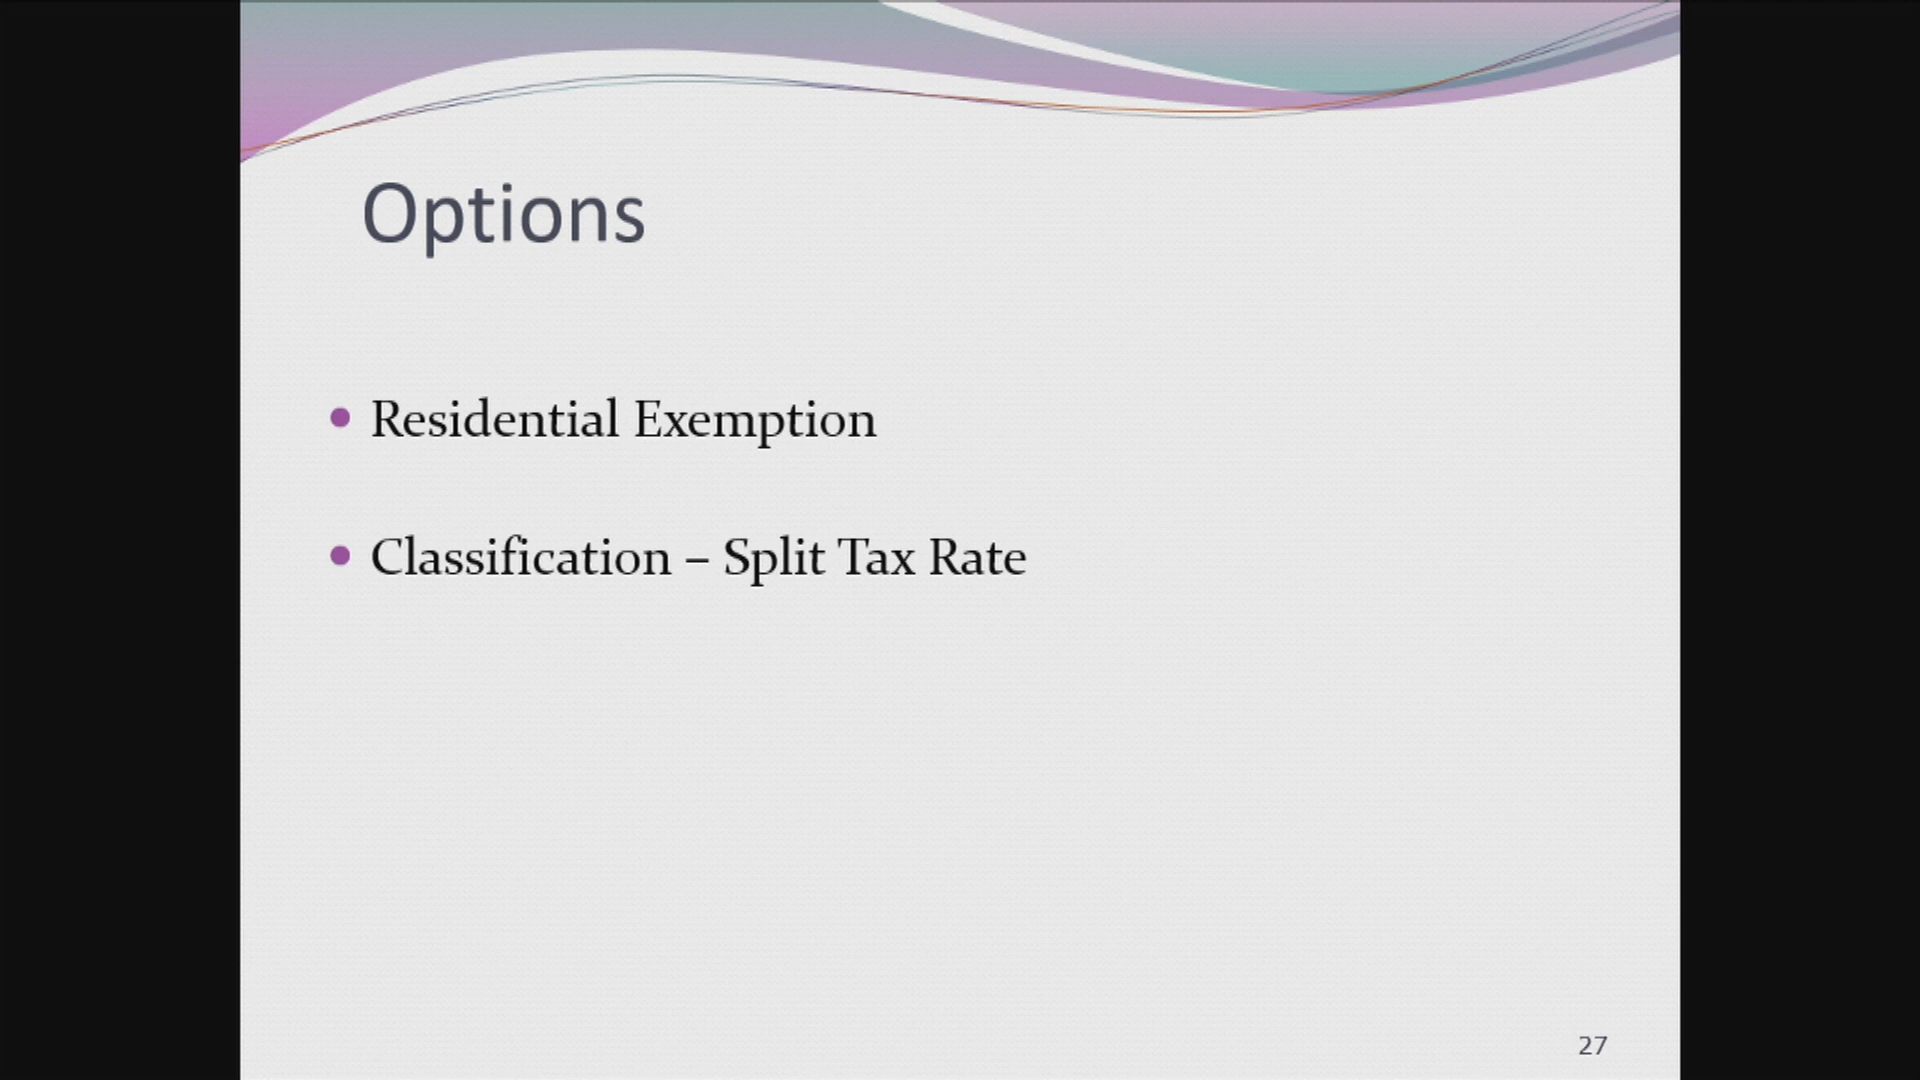 Options
• Residential Exemption
• Classification – Split Tax Rate
27